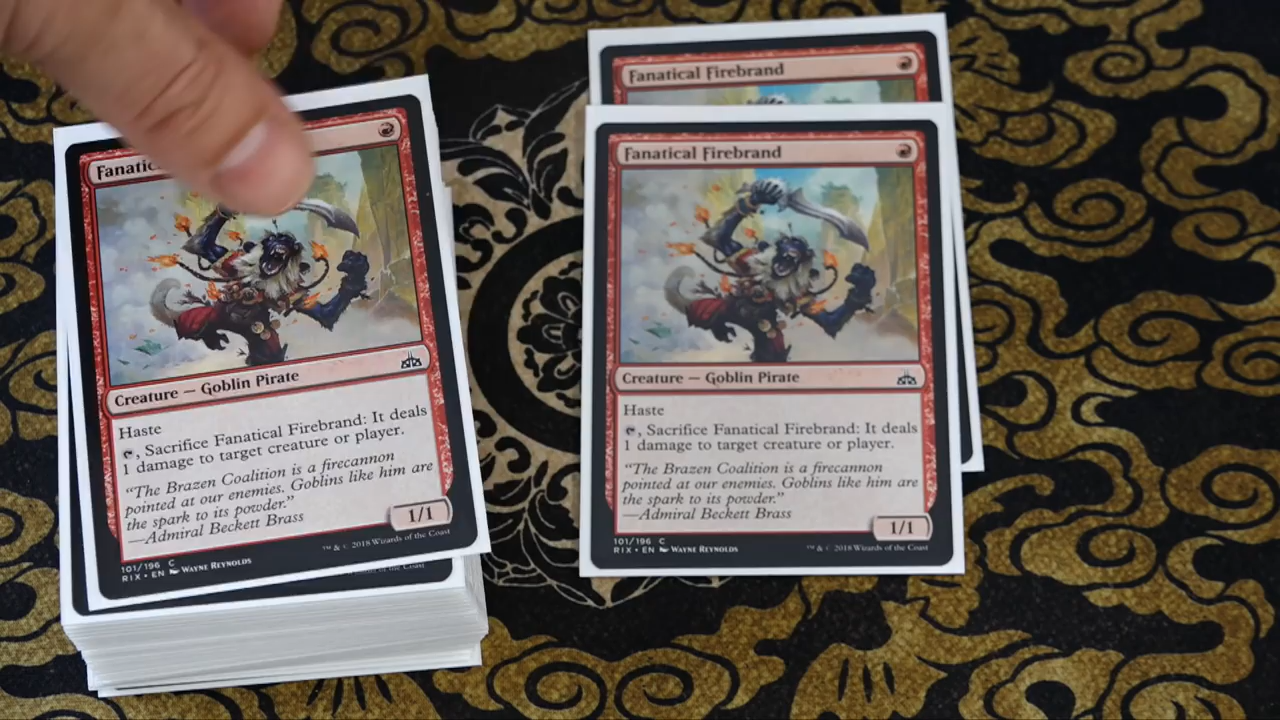 Fanatic
Creature — Goblin Pirate
Haste
, Sacrifice Fanatical Firebrand: It deals
1 damage to target creature or player.
"The Brazen Coalition is a firecannon
pointed at our enemies. Goblins like him are
the spark to its powder."
—Admiral Beckett Brass
1/1
101/196 C
RIX • EN Wayne Reynolds
™ & © 2018 Wizards of the Coast
Fanatical Firebrand
Fanatical Firebrand
Creature — Goblin Pirate
Haste
, Sacrifice Fanatical Firebrand: It deals
1 damage to target creature or player.
"The Brazen Coalition is a firecannon
pointed at our enemies. Goblins like him are
the spark to its powder."
—Admiral Beckett Brass
1/1
101/196 C
RIX • EN Wayne Reynolds
™ & © 2018 Wizards of the Coast